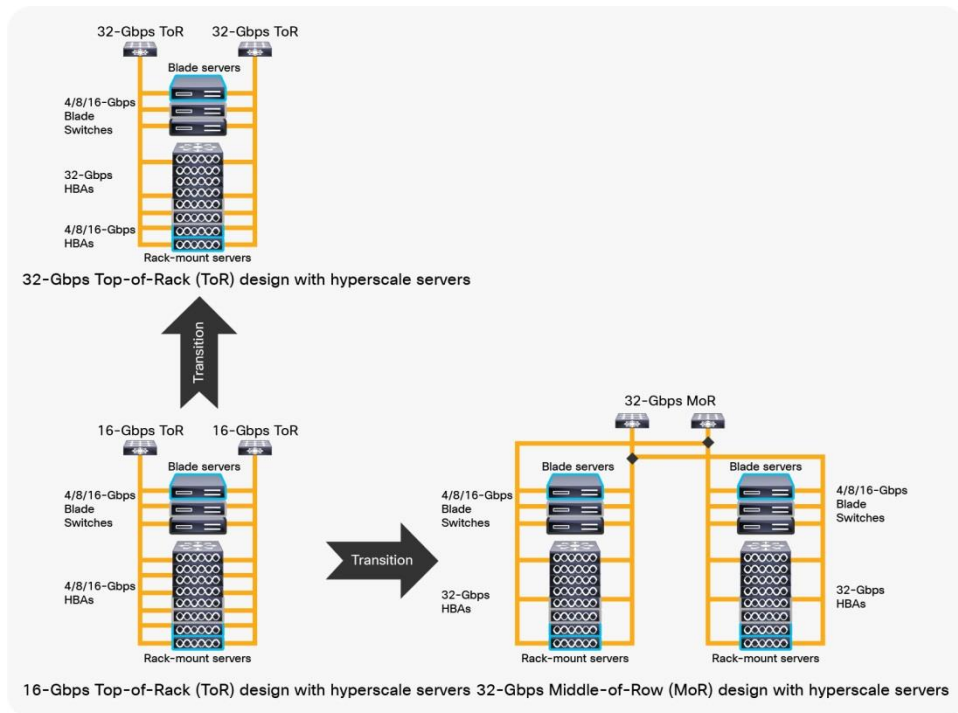 32-Gbps ToR
32-Gbps ToR
Blade servers
4/8/16-Gbps
Blade
Switches
32-Gbps
HBAs
4/8/16-Gbps
HBAs
Rack-mount servers
32-Gbps Top-of-Rack (ToR) design with hyperscale servers
Transition
16-Gbps ToR
16-Gbps ToR
Blade servers
4/8/16-Gbps
Blade
Switches
4/8/16-Gbps
HBAs
Rack-mount servers
16-Gbps Top-of-Rack (ToR) design with hyperscale servers
Transition
32-Gbps MoR
Blade servers
4/8/16-Gbps
Blade
Switches
32-Gbps
HBAs
Rack-mount servers
Blade servers
4/8/16-Gbps
Blade
Switches
32-Gbps
HBAs
Rack-mount servers
32-Gbps Middle-of-Row (MoR) design with hyperscale servers